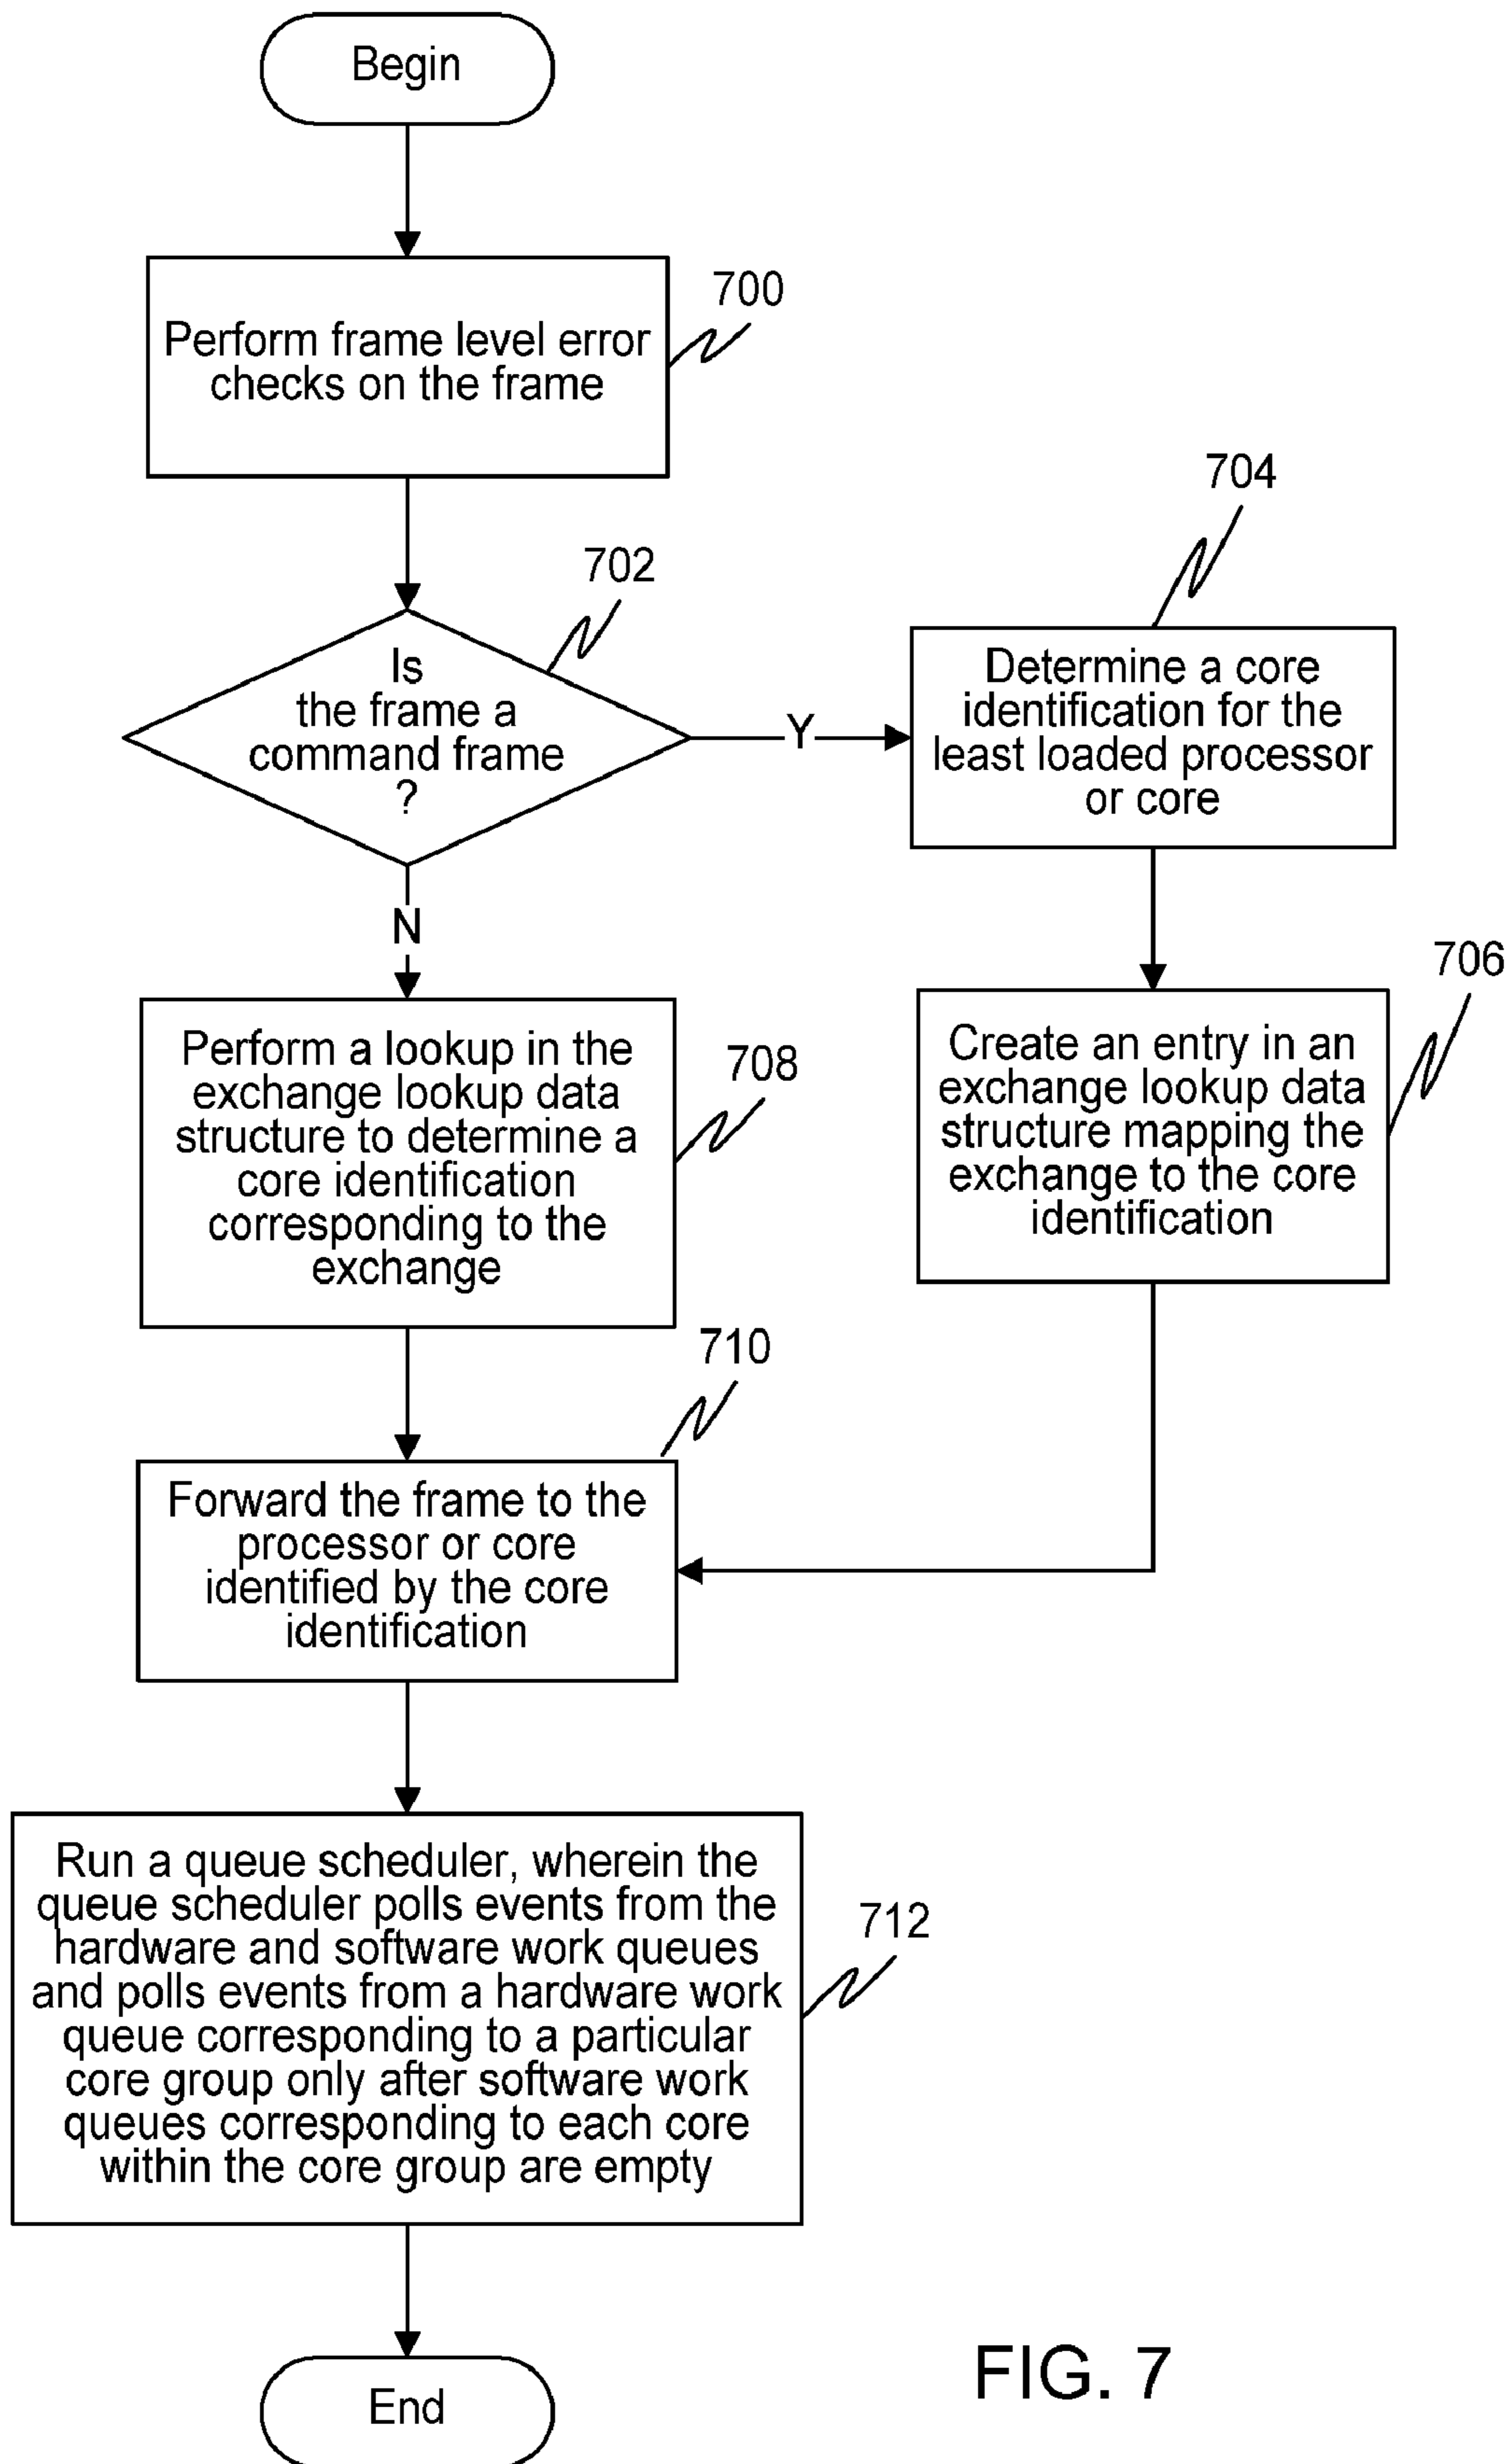 Begin
700
Perform frame level error
checks on the frame
702
Is
the frame a
command frame
?
Y
N
704
Determine a core
identification for the
least loaded processor
or core
706
Create an entry in an
exchange lookup data
structure mapping the
exchange to the core
identification
708
Perform a lookup in the
exchange lookup data
structure to determine a
core identification
corresponding to the
exchange
710
Forward the frame to the
processor or core
identified by the core
identification
712
Run a queue scheduler, wherein the
queue scheduler polls events from the
hardware and software work queues
and polls events from a hardware work
queue corresponding to a particular
core group only after software work
queues corresponding to each core
within the core group are empty
End
FIG. 7